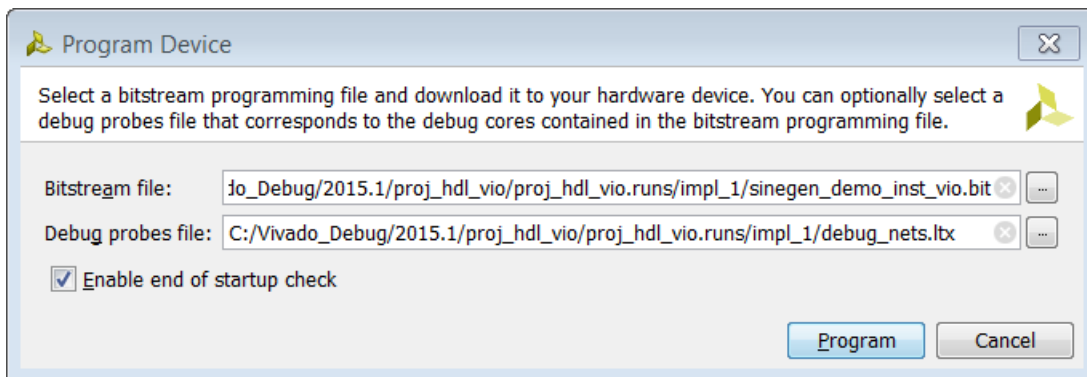 Program Device
Select a bitstream programming file and download it to your hardware device. You can optionally select a
debug probes file that corresponds to the debug cores contained in the bitstream programming file.
Bitstream file: do_Debug/2015.1/proj_hdl_vio/proj_hdl_vio.runs/impl_1/sinegen_demo_inst_vio.bit ...
Debug probes file: C:/Vivado_Debug/2015.1/proj_hdl_vio/proj_hdl_vio.runs/impl_1/debug_nets.ltx ...
Enable end of startup check
Program Cancel